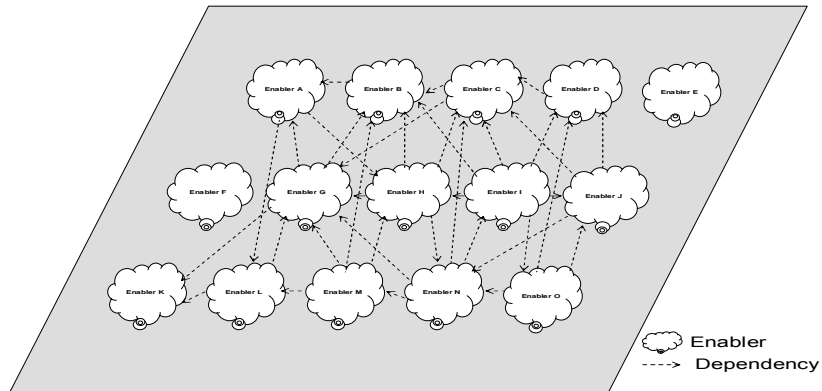 Enabler A
Enabler B
Enabler C
Enabler D
Enabler E
Enabler F
Enabler G
Enabler H
Enabler I
Enabler J
Enabler K
Enabler L
Enabler M
Enabler N
Enabler O
Enabler
Dependency